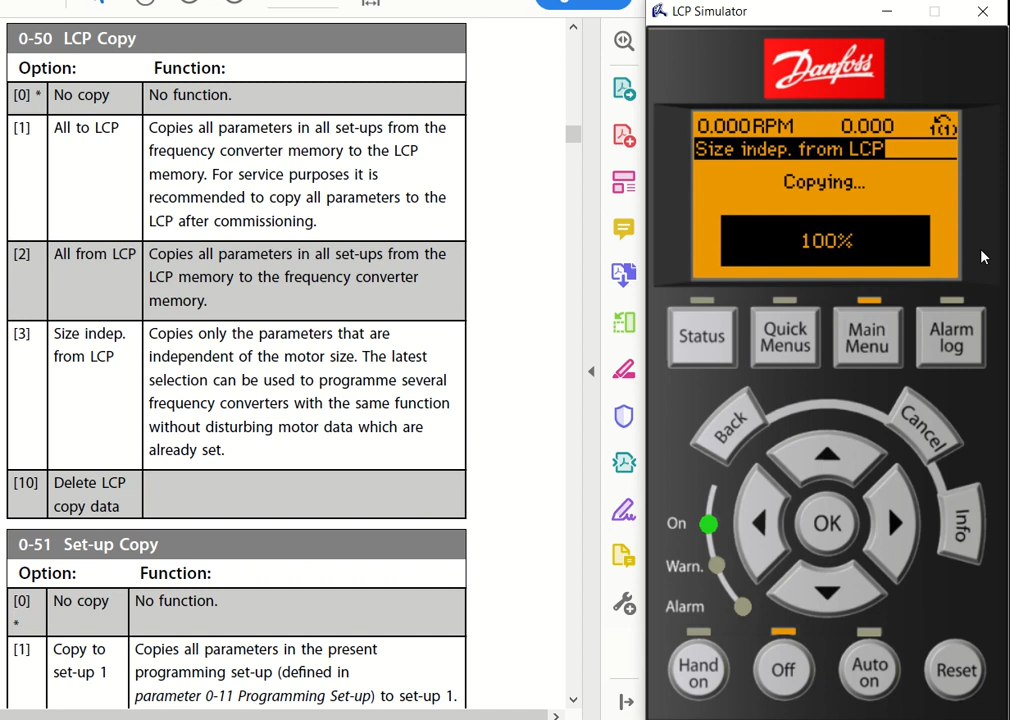 0-50 LCP Copy
Option: Function:
[0] * No copy No function.
[1] All to LCP Copies all parameters in all set-ups from the
frequency converter memory to the LCP
memory. For service purposes it is
recommended to copy all parameters to the
LCP after commissioning.
[2] All from LCP Copies all parameters in all set-ups from the
LCP memory to the frequency converter
memory.
[3] Size indep. Copies only the parameters that are
from LCP independent of the motor size. The latest
selection can be used to programme several
frequency converters with the same function
without disturbing motor data which are
already set.
[10] Delete LCP
copy data
0-51 Set-up Copy
Option: Function:
[0] No copy No function.
*
[1] Copy to Copies all parameters in the present
set-up 1 programming set-up (defined in
parameter 0-11 Programming Set-up) to set-up 1.
LCP Simulator
Danfoss
0.000RPM 0.000 1(1)
Size indep. from LCP
Copying...
100%
Status
Quick
Menus
Main
Menu
Alarm
log
Back
Cancel
Info
OK
On
Warn.
Alarm
Hand
on
Off
Auto
on
Reset